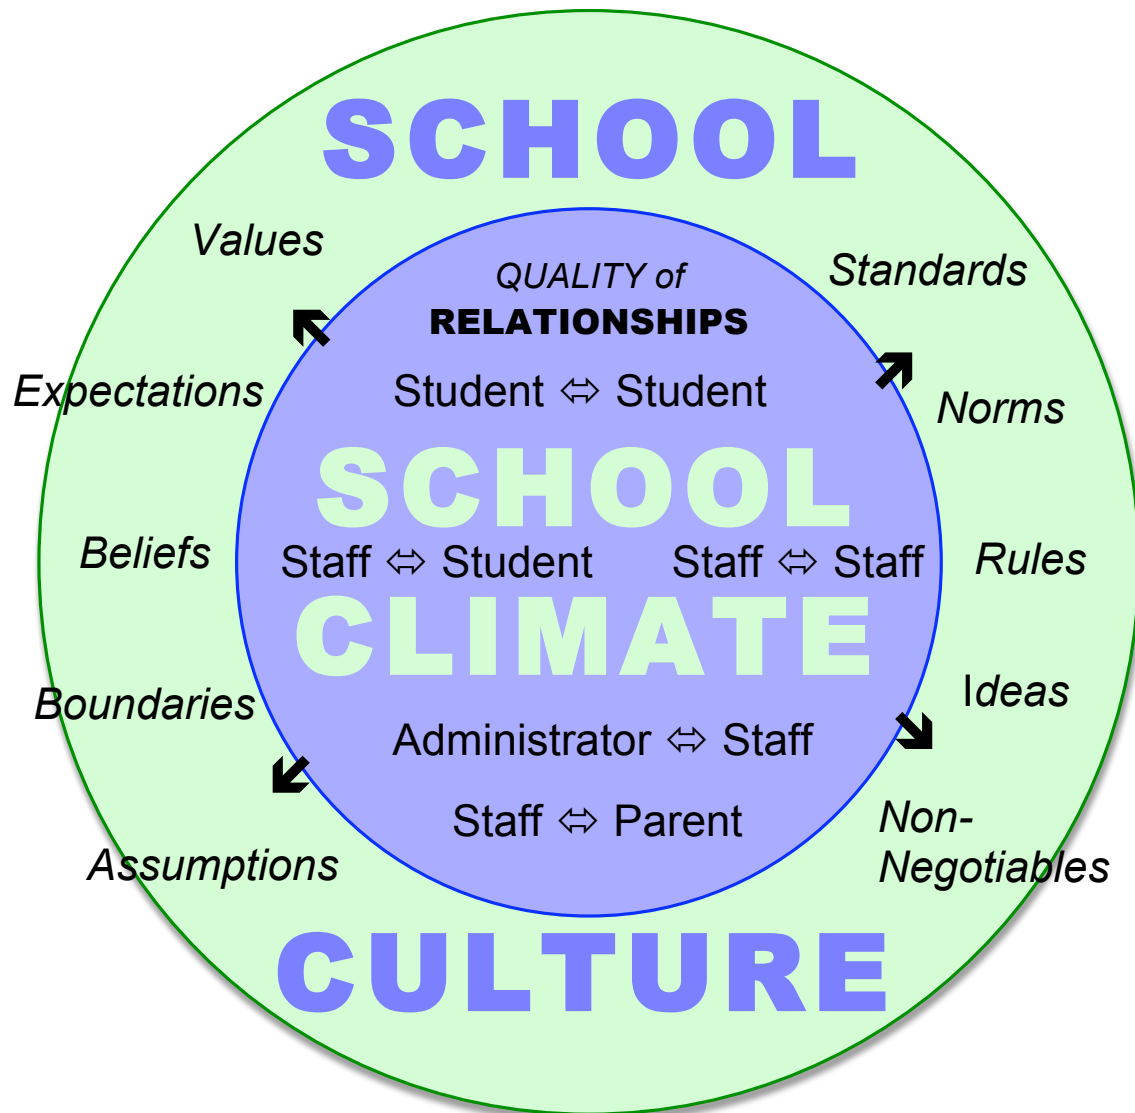 SCHOOL
Values
QUALITY of
Standards
RELATIONSHIPS
Expectations
Student ⬄ Student
Norms
SCHOOL
Beliefs
Staff ⬄ Student
Staff ⬄ Staff
Rules
CLIMATE
Boundaries
Ideas
Administrator ⬄ Staff
Staff ⬄ Parent
Non-
Negotiables
Assumptions
CULTURE